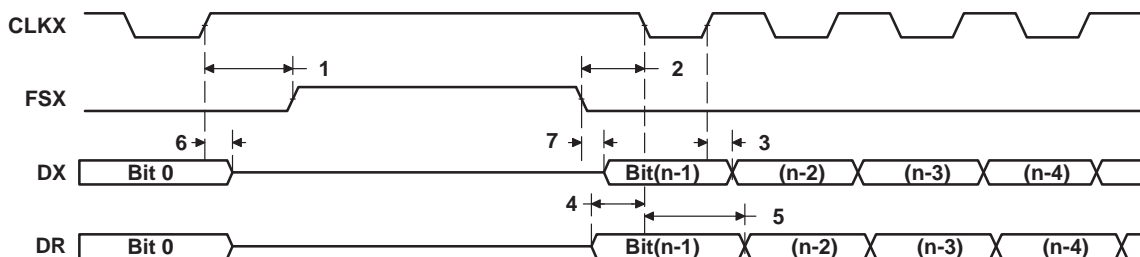 CLKX
1 2
FSX
6 7 3
DX Bit 0 Bit(n-1) (n-2) (n-3) (n-4)
4 5
DR Bit 0 Bit(n-1) (n-2) (n-3) (n-4)